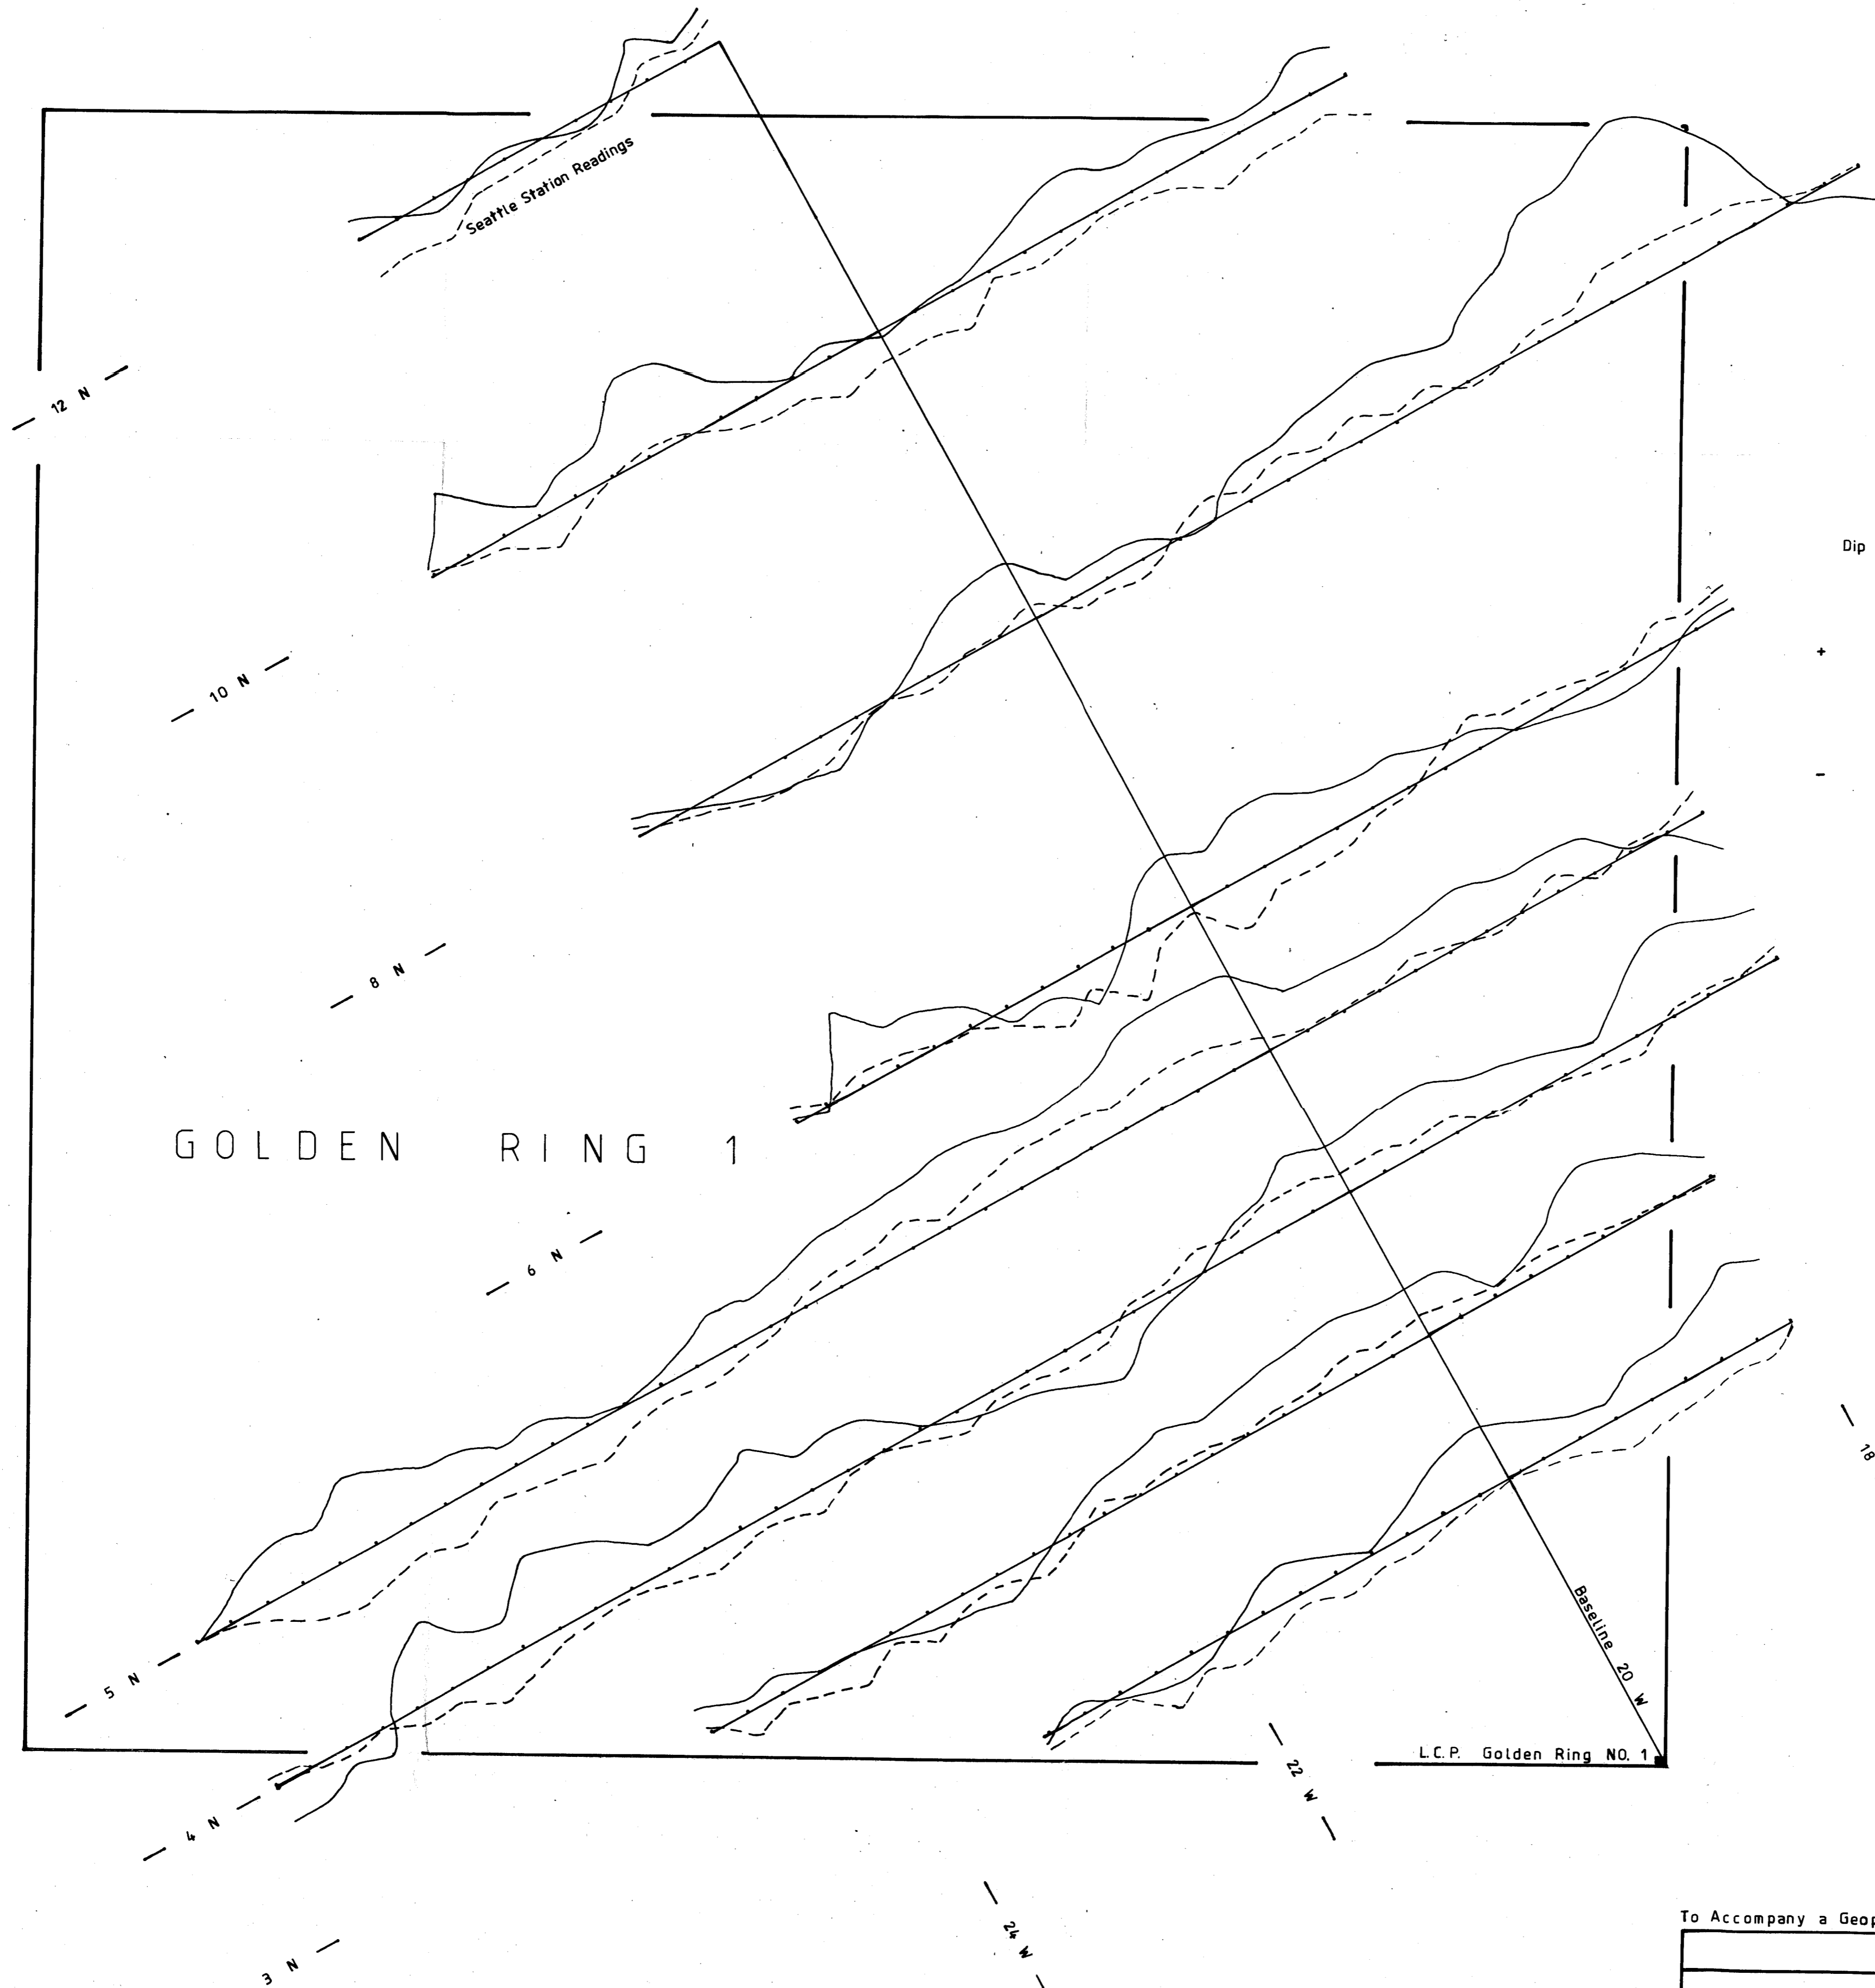 Seattle Station Readings
12 N
Dip
10 N
+
-
8 N
GOLDEN RING 1
6 N
18
Baseline 20 W
5 N
L.C.P. Golden Ring NO. 1
22 W
4 N
To Accompany a Geop
24 W
3 N